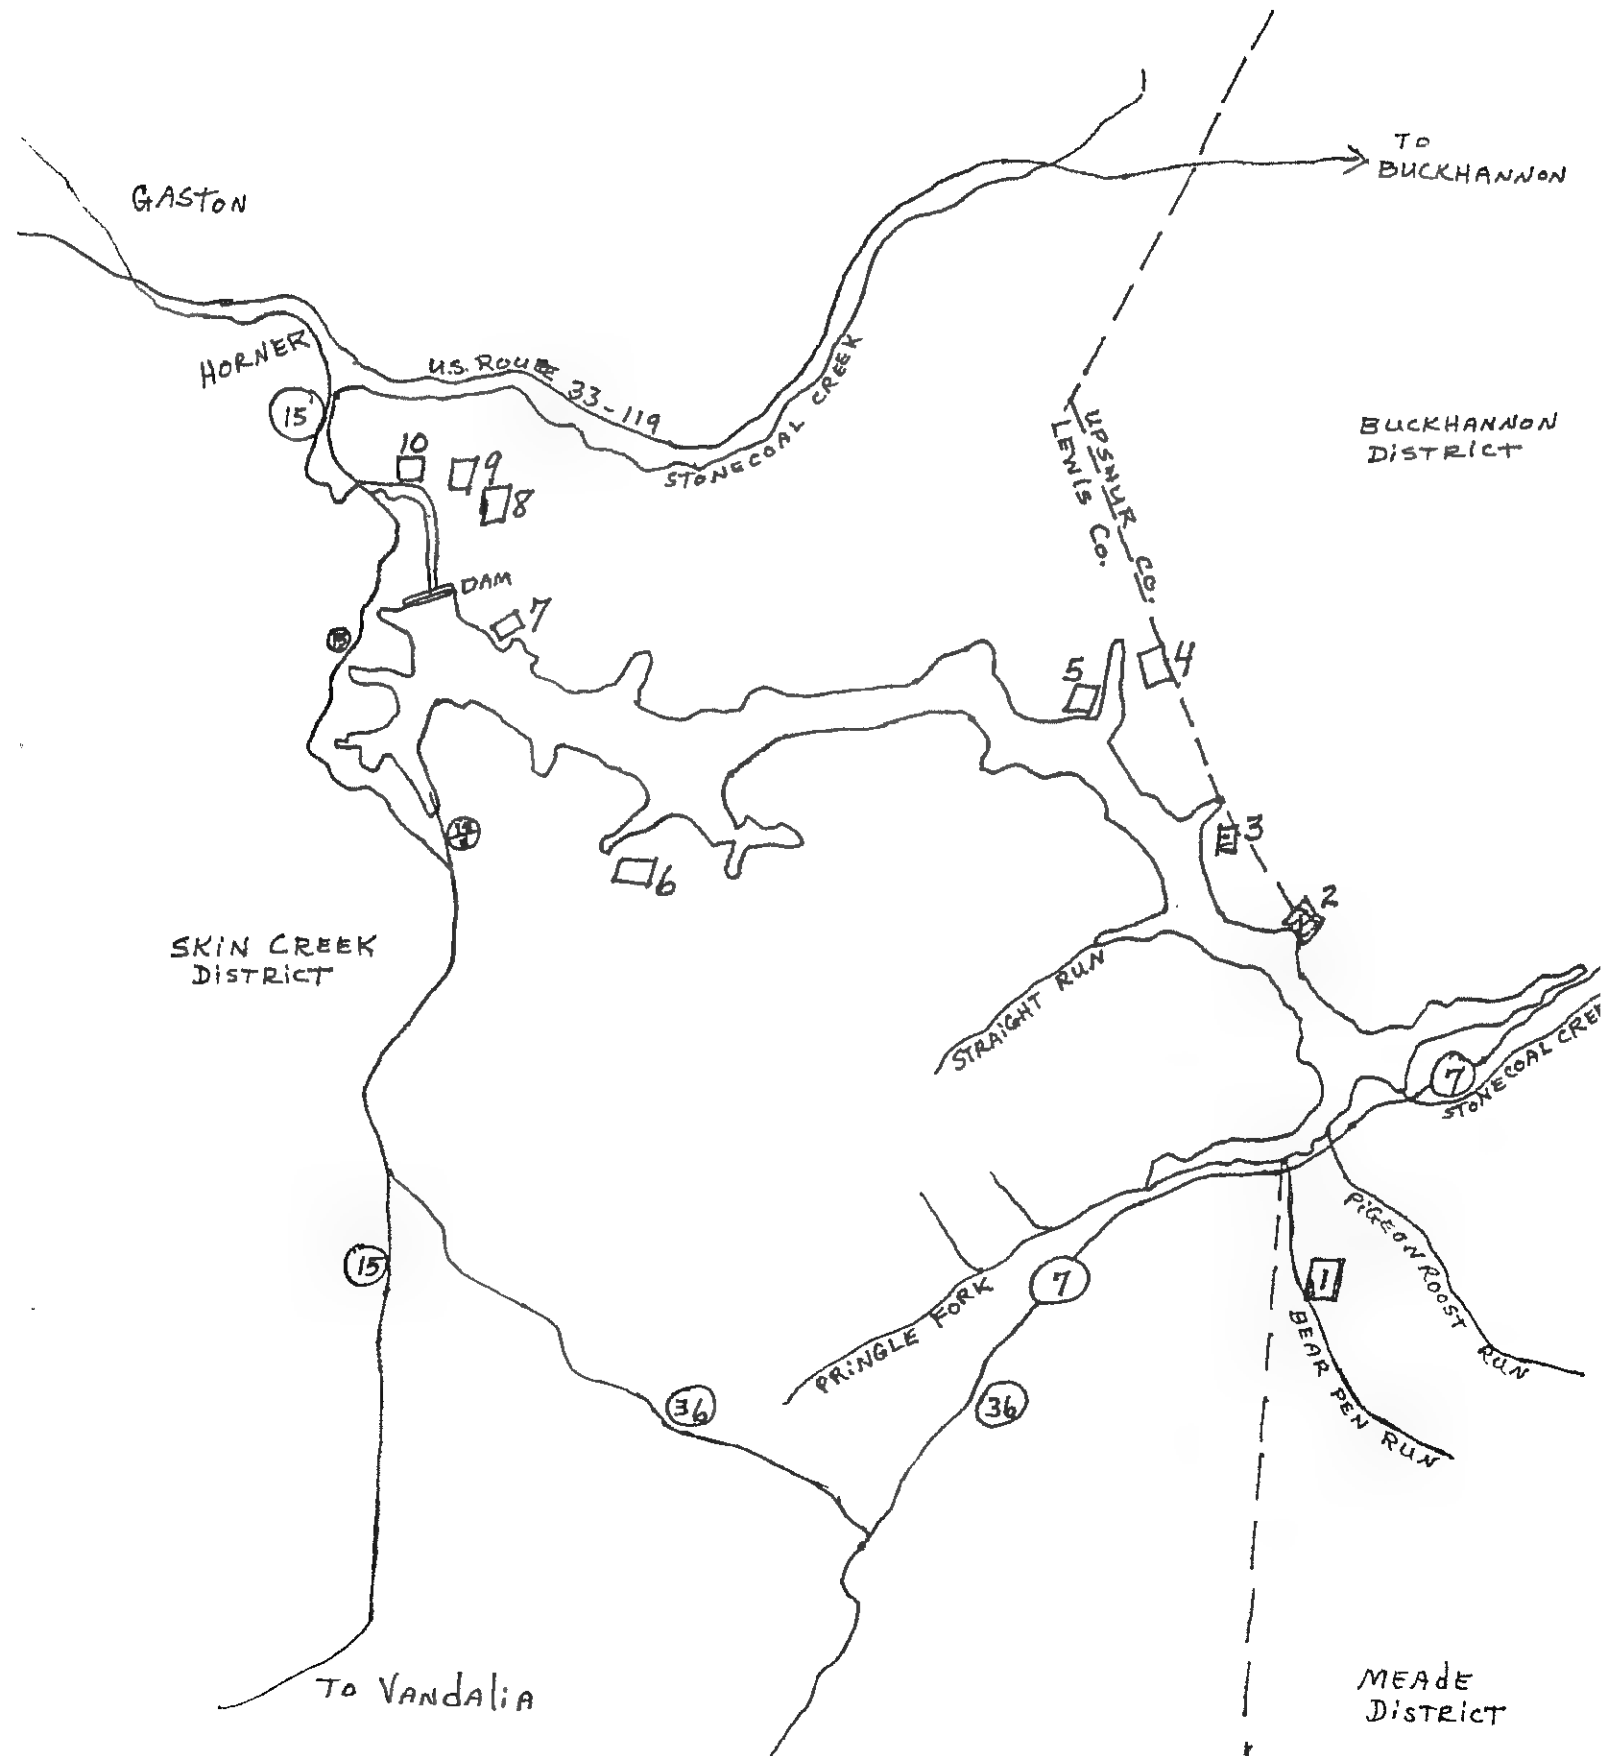 TO
BUCKHANNON
GASTON
HORNER
U.S. ROUTE 33-119
STONECOAL CREEK
15
BUCKHANNON
DISTRICT
UPSHUR CO.
LEWIS CO.
10
9
8
DAM
7
5
4
3
6
2
SKIN CREEK
DISTRICT
STRAIGHT RUN
7
STONECOAL CREE
PIGEON ROOST RUN
1
BEAR PEN RUN
15
7
PRINGLE FORK
36
36
TO VANDALIA
MEADE
DISTRICT